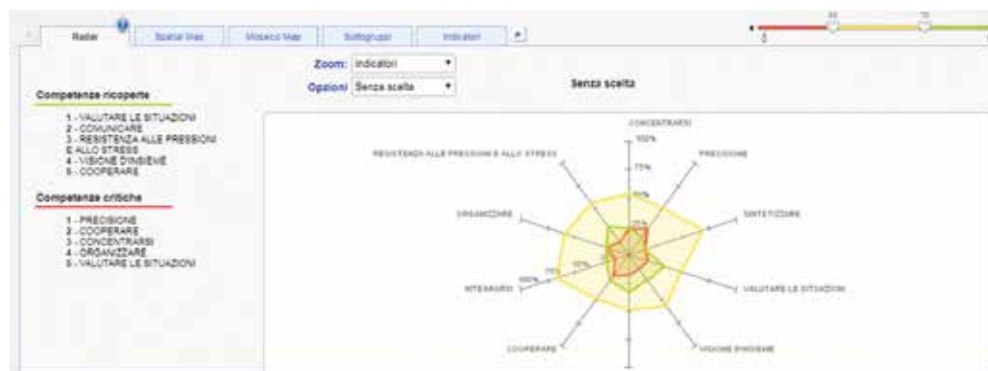 Radar
Spatial Map
Mosaico Map
Sottogruppi
Indicatori
Zoom: Indicatori
Opzioni Senza scelta
Senza scelta
Competenze ricoperte
1 - VALUTARE LE SITUAZIONI
2 - COMUNICARE
3 - RESISTENZA ALLE PRESSIONI
E ALLO STRESS
4 - VISIONE D'INSIEME
5 - COOPERARE
Competenze critiche
1 - PRECISIONE
2 - COOPERARE
3 - CONCENTRARSI
4 - ORGANIZZARE
5 - VALUTARE LE SITUAZIONI
CONCENTRARSI
100%
RESISTENZA ALLE PRESSIONI E ALLO STRESS
PRECISIONE
75%
50%
ORGANIZZARE
SINTETIZZARE
25%
50%
75%
100%
INTEGRARSI
VALUTARE LE SITUAZIONI
COOPERARE
VISIONE D'INSIEME